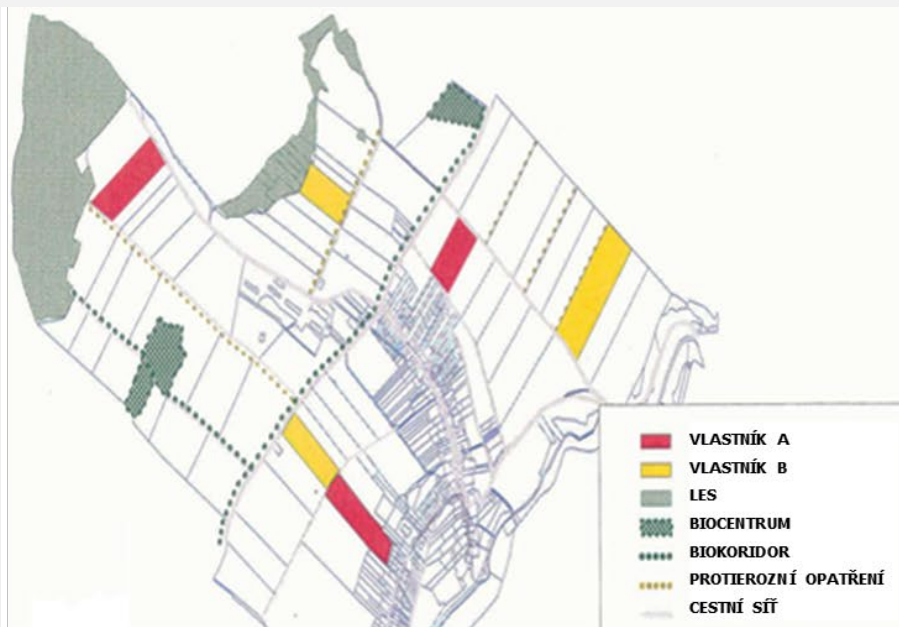 VLASTNÍK A
VLASTNÍK B
LES
BIOCENTRUM
BIOKORIDOR
PROTIEROZNÍ OPATŘENÍ
CESTNÍ SÍŤ